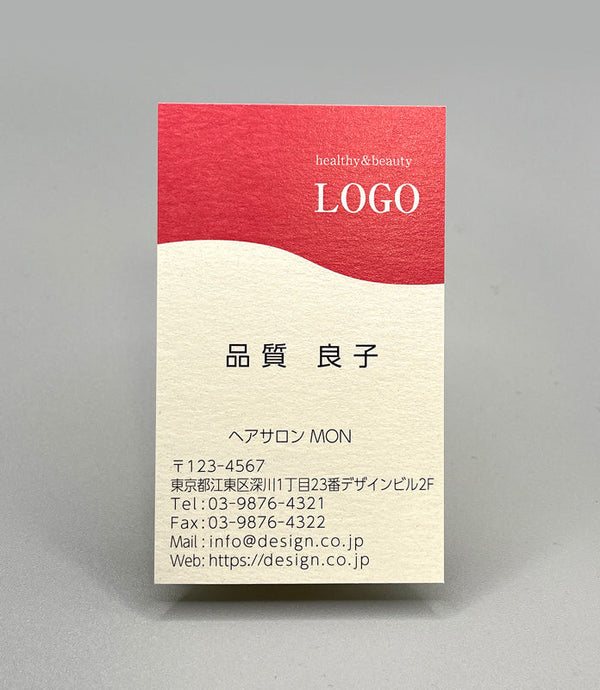 healthy&beauty
LOGO
品質 良子
ヘアサロン MON
〒123-4567
東京都江東区深川1丁目23番デザインビル2F
Tel:03-9876-4321
Fax:03-9876-4322
Mail:info@design.co.jp
Web:https://design.co.jp